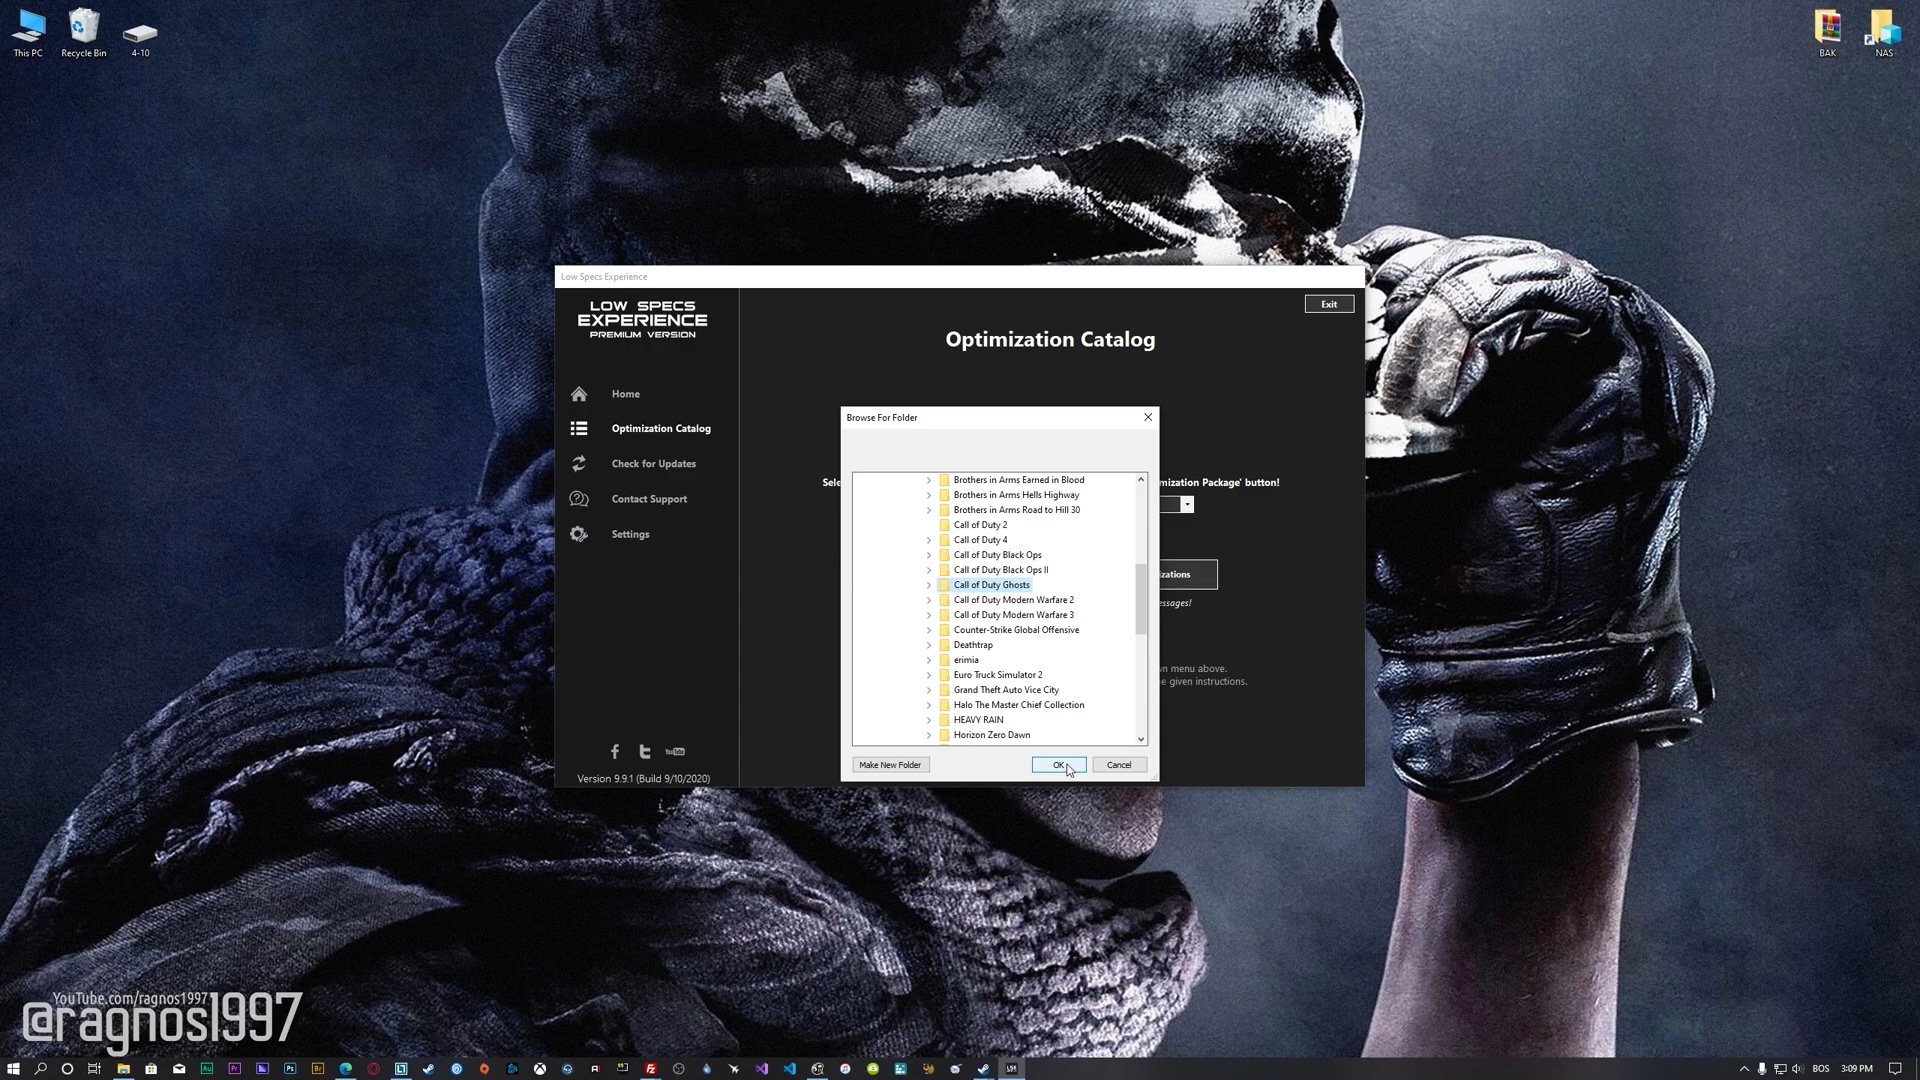 This PC
Recycle Bin
4-10
BAK
NAS
Low Specs Experience
LOW SPECS
EXPERIENCE
PREMIUM VERSION
Exit
Optimization Catalog
Home
Optimization Catalog
Check for Updates
Contact Support
Settings
Version 9.9.1 (Build 9/10/2020)
Browse For Folder
Sele
mization Package' button!
izations
essages!
n menu above.
e given instructions.
Brothers in Arms Earned in Blood
Brothers in Arms Hells Highway
Brothers in Arms Road to Hill 30
Call of Duty 2
Call of Duty 4
Call of Duty Black Ops
Call of Duty Black Ops II
Call of Duty Ghosts
Call of Duty Modern Warfare 2
Call of Duty Modern Warfare 3
Counter-Strike Global Offensive
Deathtrap
erimia
Euro Truck Simulator 2
Grand Theft Auto Vice City
Halo The Master Chief Collection
HEAVY RAIN
Horizon Zero Dawn
Make New Folder
OK
Cancel
YouTube.com/ragnos1997
@ragnos1997
BOS
3:09 PM